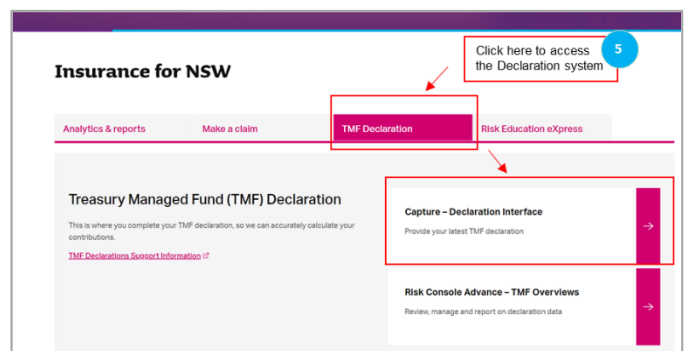 Click here to access
the Declaration system
5
Insurance for NSW
Analytics & reports
Make a claim
TMF Declaration
Risk Education eXpress
Treasury Managed Fund (TMF) Declaration
This is where you complete your TMF declaration, so we can accurately calculate your
contributions.
TMF Declarations Support Information
Capture – Declaration Interface
Provide your latest TMF declaration
Risk Console Advance – TMF Overviews
Review, manage and report on declaration data